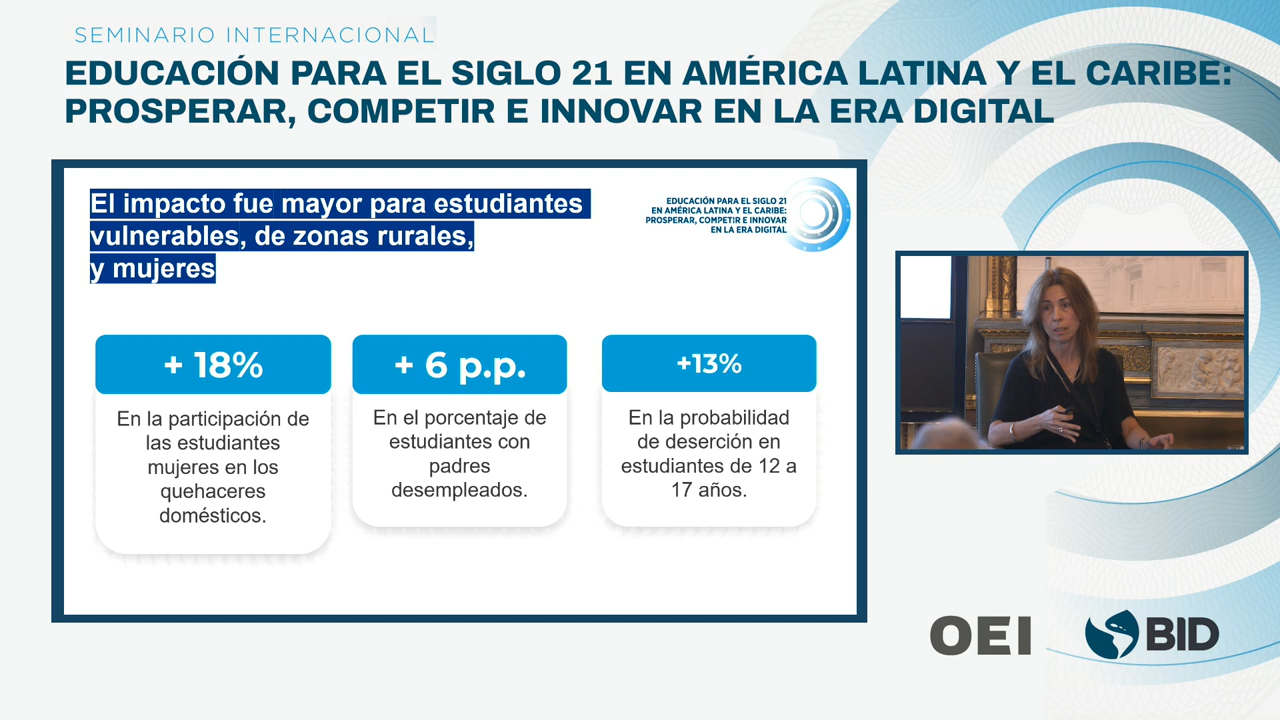 SEMINARIO INTERNACIONAL
EDUCACIÓN PARA EL SIGLO 21 EN AMÉRICA LATINA Y EL CARIBE:
PROSPERAR, COMPETIR E INNOVAR EN LA ERA DIGITAL
El impacto fue mayor para estudiantes
vulnerables, de zonas rurales,
y mujeres
EDUCACIÓN PARA EL SIGLO 21
EN AMÉRICA LATINA Y EL CARIBE:
PROSPERAR, COMPETIR E INNOVAR
EN LA ERA DIGITAL
+ 18%
En la participación de
las estudiantes
mujeres en los
quehaceres
domésticos.
+ 6 p.p.
En el porcentaje de
estudiantes con
padres
desempleados.
+13%
En la probabilidad
de deserción en
estudiantes de 12 a
17 años.
OEI
BID